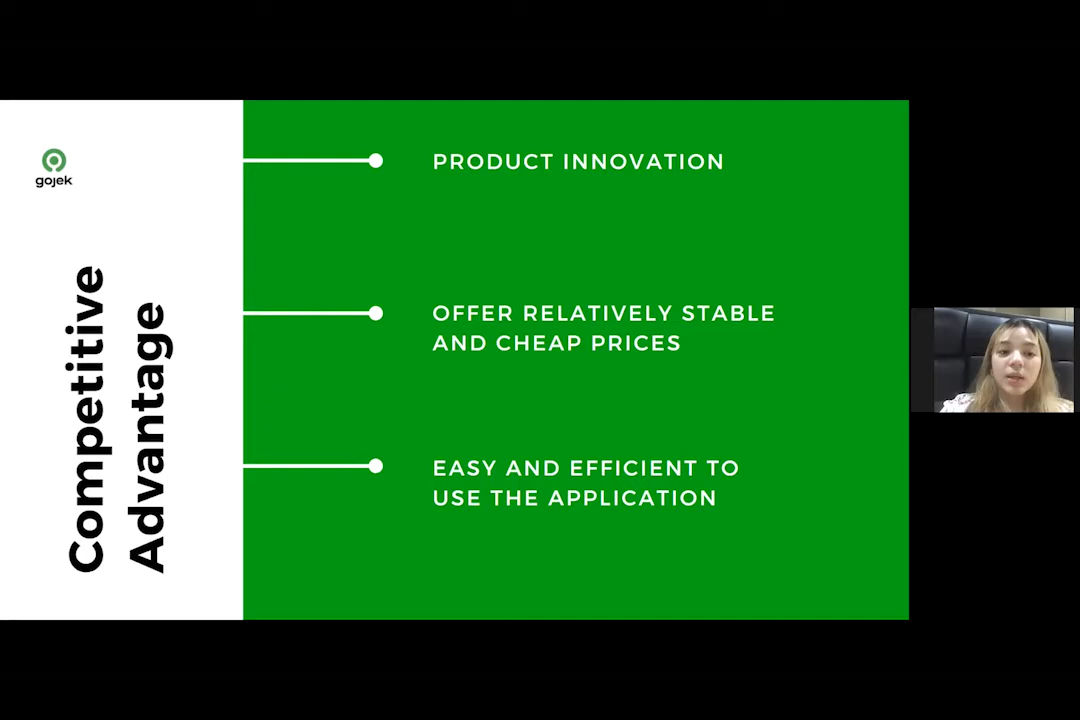 gojek
Competitive
Advantage
PRODUCT INNOVATION
OFFER RELATIVELY STABLE
AND CHEAP PRICES
EASY AND EFFICIENT TO
USE THE APPLICATION